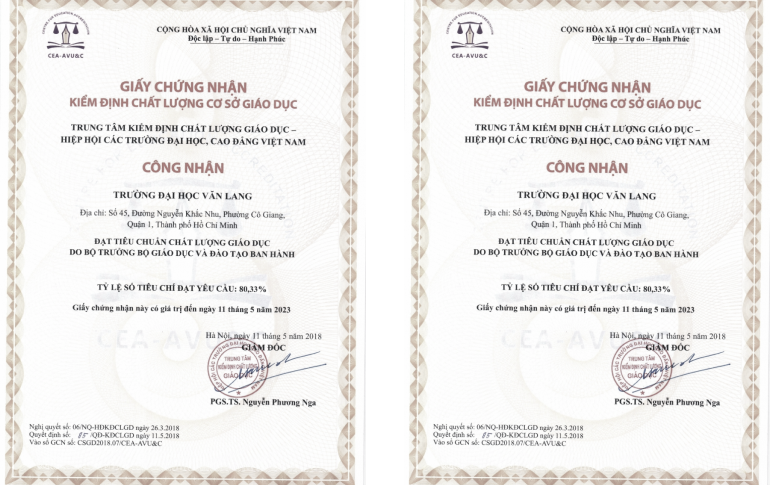 CEA-AVU&C
CỘNG HÒA XÃ HỘI CHỦ NGHĨA VIỆT NAM
Độc lập – Tự do – Hạnh Phúc
GIẤY CHỨNG NHẬN
KIỂM ĐỊNH CHẤT LƯỢNG CƠ SỞ GIÁO DỤC
TRUNG TÂM KIỂM ĐỊNH CHẤT LƯỢNG GIÁO DỤC –
HIỆP HỘI CÁC TRƯỜNG ĐẠI HỌC, CAO ĐẲNG VIỆT NAM
CÔNG NHẬN
TRƯỜNG ĐẠI HỌC VĂN LANG
Địa chỉ: Số 45, Đường Nguyễn Khắc Nhu, Phường Cô Giang,
Quận 1, Thành phố Hồ Chí Minh
ĐẠT TIÊU CHUẨN CHẤT LƯỢNG GIÁO DỤC
DO BỘ TRƯỞNG BỘ GIÁO DỤC VÀ ĐÀO TẠO BAN HÀNH
TỶ LỆ SỐ TIÊU CHÍ ĐẠT YÊU CẦU: 80,33%
Giấy chứng nhận này có giá trị đến ngày 11 tháng 5 năm 2023
CEA-AVU&C
Hà Nội, ngày 11 tháng 5 năm 2018
GIÁM ĐỐC
TRUNG TÂM
KIỂM ĐỊNH CHẤT LƯỢNG
GIÁO DỤC
PGS.TS. Nguyễn Phương Nga
Nghị quyết số: 06/NQ-HĐKĐCLGD ngày 26.3.2018
Quyết định số: 85 /QĐ-KĐCLGD ngày 11.5.2018
Vào sổ GCN số: CSGD2018.07/CEA-AVU&C
CEA-AVU&C
CỘNG HÒA XÃ HỘI CHỦ NGHĨA VIỆT NAM
Độc lập – Tự do – Hạnh Phúc
GIẤY CHỨNG NHẬN
KIỂM ĐỊNH CHẤT LƯỢNG CƠ SỞ GIÁO DỤC
TRUNG TÂM KIỂM ĐỊNH CHẤT LƯỢNG GIÁO DỤC –
HIỆP HỘI CÁC TRƯỜNG ĐẠI HỌC, CAO ĐẲNG VIỆT NAM
CÔNG NHẬN
TRƯỜNG ĐẠI HỌC VĂN LANG
Địa chỉ: Số 45, Đường Nguyễn Khắc Nhu, Phường Cô Giang,
Quận 1, Thành phố Hồ Chí Minh
ĐẠT TIÊU CHUẨN CHẤT LƯỢNG GIÁO DỤC
DO BỘ TRƯỞNG BỘ GIÁO DỤC VÀ ĐÀO TẠO BAN HÀNH
TỶ LỆ SỐ TIÊU CHÍ ĐẠT YÊU CẦU: 80,33%
Giấy chứng nhận này có giá trị đến ngày 11 tháng 5 năm 2023
CEA-AVU&C
Hà Nội, ngày 11 tháng 5 năm 2018
GIÁM ĐỐC
TRUNG TÂM
KIỂM ĐỊNH CHẤT LƯỢNG
GIÁO DỤC
PGS.TS. Nguyễn Phương Nga
Nghị quyết số: 06/NQ-HĐKĐCLGD ngày 26.3.2018
Quyết định số: 85 /QĐ-KĐCLGD ngày 11.5.2018
Vào sổ GCN số: CSGD2018.07/CEA-AVU&C